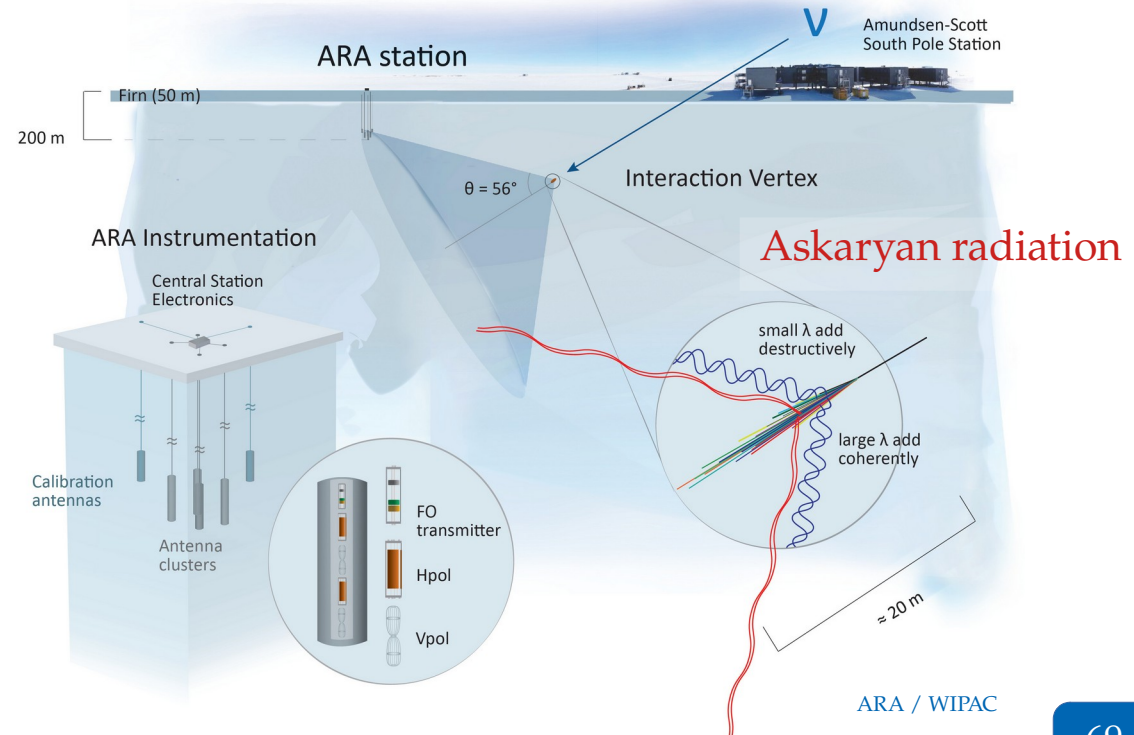 ν
Amundsen-Scott
South Pole Station
ARA station
Firn (50 m)
200 m
θ = 56°
Interaction Vertex
ARA Instrumentation
Askaryan radiation
Central Station
Electronics
small λ add
destructively
large λ add
coherently
Calibration
antennas
Antenna
clusters
FO
transmitter
Hpol
Vpol
≈ 20 m
ARA / WIPAC